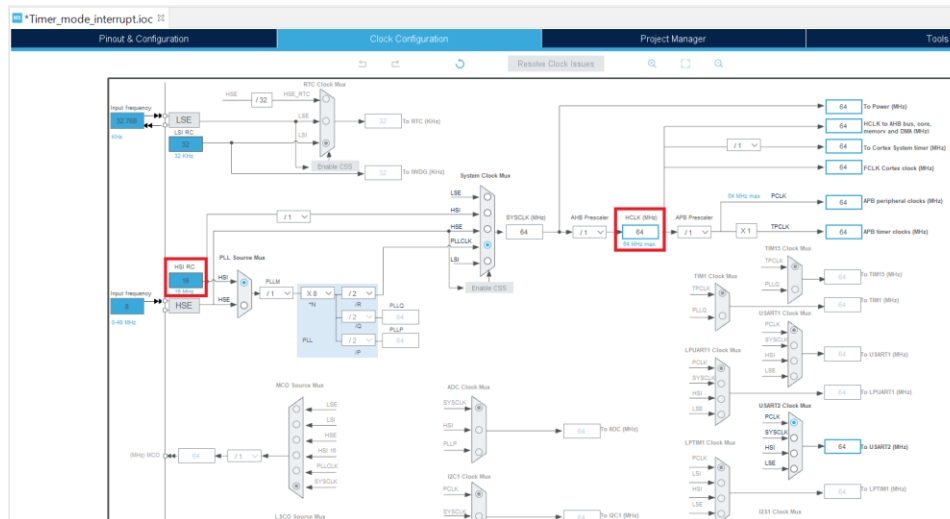 *Timer_mode_interrupt.ioc
Pinout & Configuration
Clock Configuration
Project Manager
Tools
Resolve Clock Issues
RTC Clock Mux
HSE
/ 32
HSE_RTC
Input frequency
32.768
KHz
LSE
LSE
32
To RTC (KHz)
LSI RC
32
32 KHz
LSI
Enable CSS
32
To IWDG (KHz)
System Clock Mux
LSE
HSI
/ 1
HSE
PLLCLK
LSI
Enable CSS
SYSCLK (MHz)
64
AHB Prescaler
/ 1
HCLK (MHz)
64
64 MHz max
APB Prescaler
/ 1
64 MHz max
PCLK
X 1
TPCLK
64
To Power (MHz)
64
HCLK to AHB bus, core,
memory and DMA (MHz)
/ 1
64
To Cortex System timer (MHz)
64
FCLK Cortex clock (MHz)
64
APB peripheral clocks (MHz)
64
APB timer clocks (MHz)
HSI RC
16
16 MHz
PLL Source Mux
HSI
HSE
PLLM
/ 1
X 8
*N
/ 2
/R
/ 2
/Q
PLLQ
64
/ 2
/P
PLLP
64
PLL
Input frequency
8
0-48 MHz
HSE
TIM15 Clock Mux
TPCLK
PLLQ
64
To TIM15 (MHz)
TIM1 Clock Mux
TPCLK
PLLQ
64
To TIM1 (MHz)
USART1 Clock Mux
PCLK
SYSCLK
HSI
LSE
64
To USART1 (MHz)
LPUART1 Clock Mux
PCLK
SYSCLK
HSI
LSE
64
To LPUART1 (MHz)
USART2 Clock Mux
PCLK
SYSCLK
HSI
LSE
64
To USART2 (MHz)
LPTIM1 Clock Mux
PCLK
LSI
HSI
LSE
64
To LPTIM1 (MHz)
MCO Source Mux
LSE
LSI
HSE
HSI 16
PLLCLK
SYSCLK
(MHz) MCO
64
/ 1
ADC Clock Mux
SYSCLK
HSI
PLLP
64
To ADC (MHz)
I2C1 Clock Mux
PCLK
SYSCLK
64
To I2C1 (MHz)
LSCO Source Mux
I2S1 Clock Mux